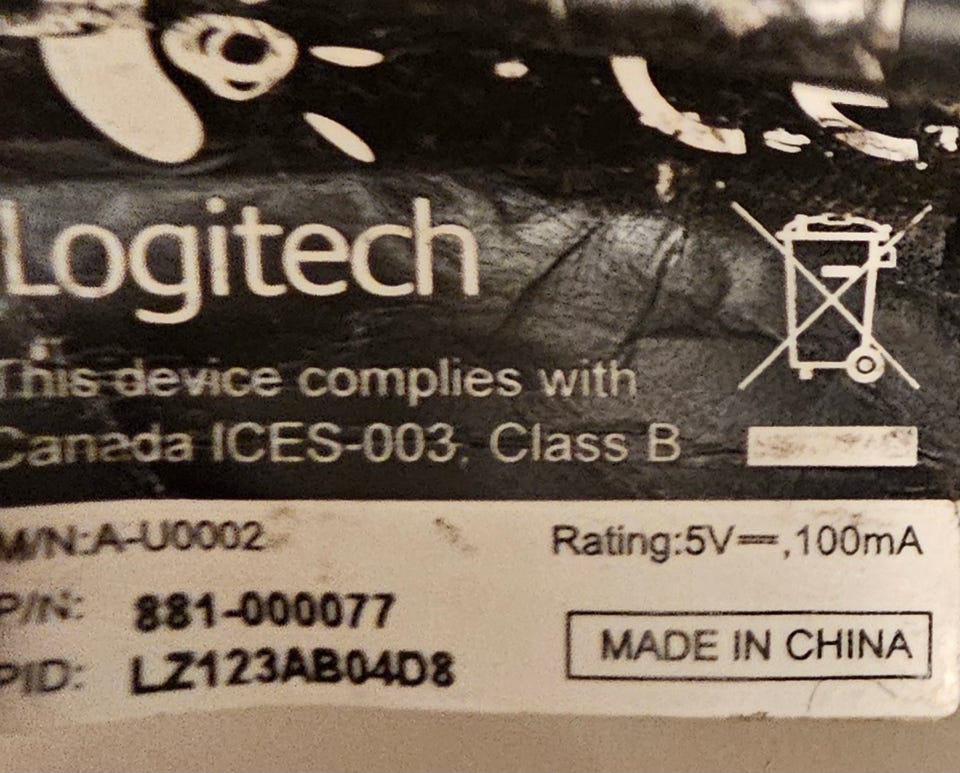 Logitech
This device complies with
Canada ICES-003, Class B
M/N:A-U0002
Rating:5V⎓,100mA
P/N: 881-000077
PID: LZ123AB04D8
MADE IN CHINA